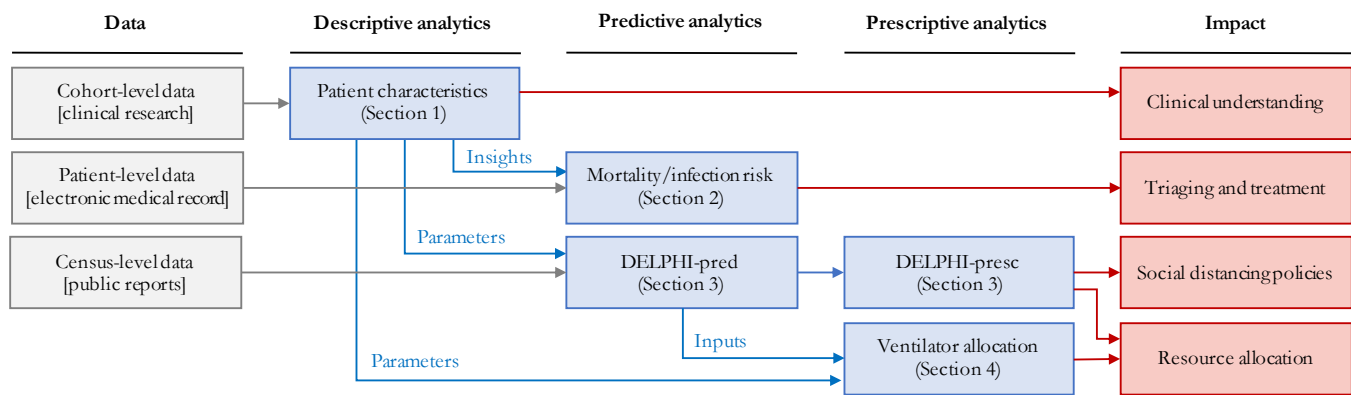 Data
Descriptive analytics
Predictive analytics
Prescriptive analytics
Impact
Cohort-level data
[clinical research]
Patient characteristics
(Section 1)
Clinical understanding
Insights
Patient-level data
[electronic medical record]
Mortality/infection risk
(Section 2)
Triaging and treatment
Parameters
Census-level data
[public reports]
DELPHI-pred
(Section 3)
DELPHI-presc
(Section 3)
Social distancing policies
Inputs
Parameters
Ventilator allocation
(Section 4)
Resource allocation